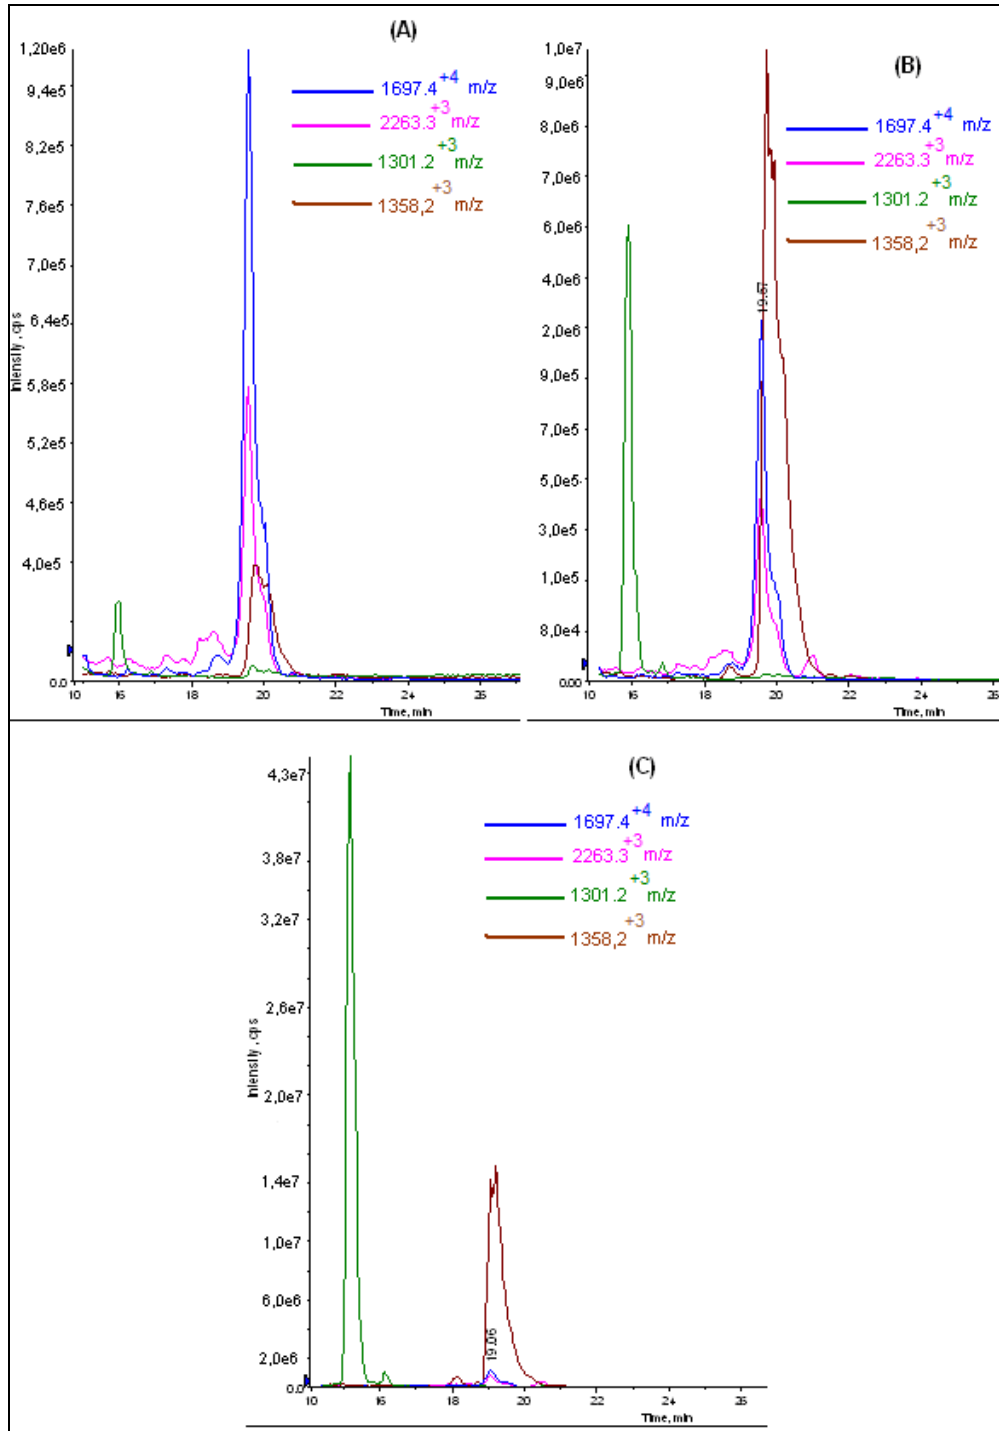 (A)
1,20e6
9,4e5
8,2e5
7,6e5
7,0e5
6,4e5
5,8e5
5,2e5
4,6e5
4,0e5
0.0
Intensity, cps
1697.4+4 m/z
2263.3+3 m/z
1301.2+3 m/z
1358,2+3 m/z
10 15 18 20 22 24 26
Time, min
(B)
1,0e7
9,0e6
8,0e6
7,0e6
6,0e6
4,0e6
2,0e6
9,0e5
7,0e5
5,0e5
3,0e5
1,0e5
8,0e4
0.00
1697.4+4 m/z
2263.3+3 m/z
1301.2+3 m/z
1358,2+3 m/z
19.67
10 15 18 20 22 24 26
Time, min
(C)
4,3e7
3,8e7
3,2e7
2,6e7
2,0e7
1,4e7
1,0e7
6,0e6
2,0e6
0.0
Intensity, cps
1697.4+4 m/z
2263.3+3 m/z
1301.2+3 m/z
1358,2+3 m/z
19.06
10 15 18 20 22 24 26
Time, min